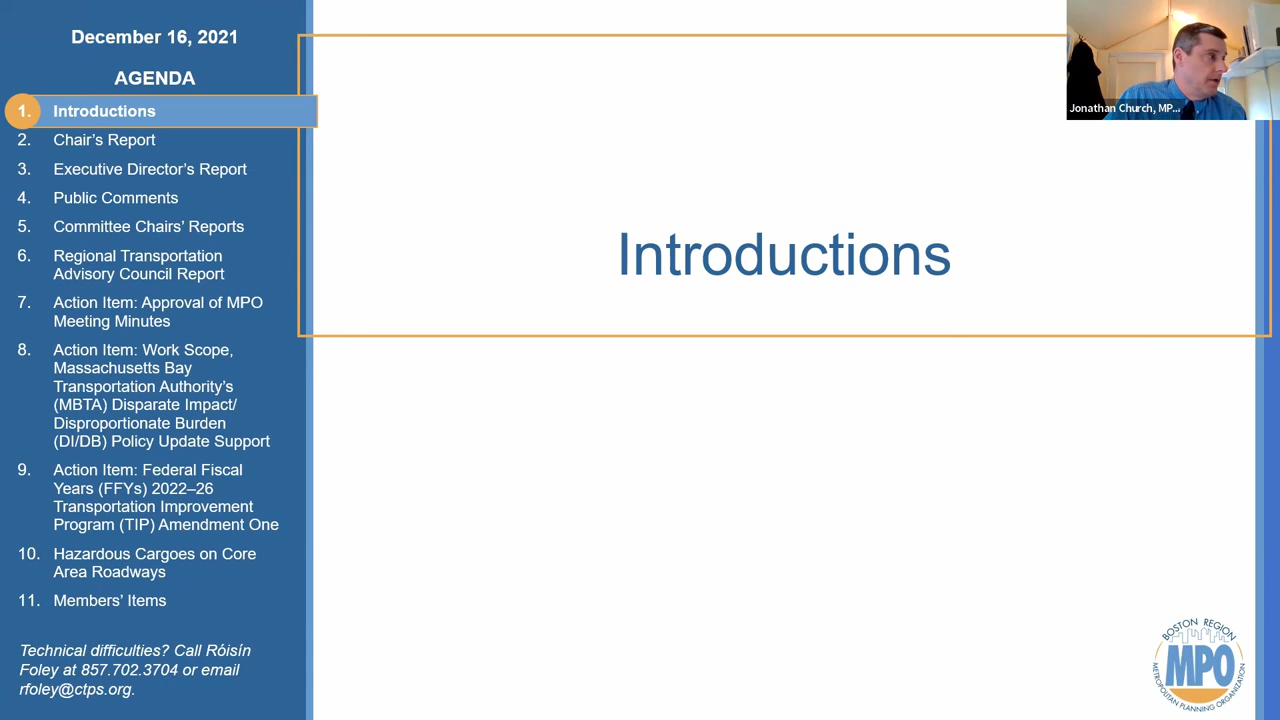 December 16, 2021
AGENDA
1. Introductions
2. Chair's Report
3. Executive Director's Report
4. Public Comments
5. Committee Chairs' Reports
6. Regional Transportation
Advisory Council Report
7. Action Item: Approval of MPO
Meeting Minutes
8. Action Item: Work Scope,
Massachusetts Bay
Transportation Authority's
(MBTA) Disparate Impact/
Disproportionate Burden
(DI/DB) Policy Update Support
9. Action Item: Federal Fiscal
Years (FFYs) 2022–26
Transportation Improvement
Program (TIP) Amendment One
10. Hazardous Cargoes on Core
Area Roadways
11. Members' Items
Technical difficulties? Call Róisín
Foley at 857.702.3704 or email
rfoley@ctps.org.
Introductions
Jonathan Church, MP...
BOSTON REGION
MPO
METROPOLITAN PLANNING ORGANIZATION